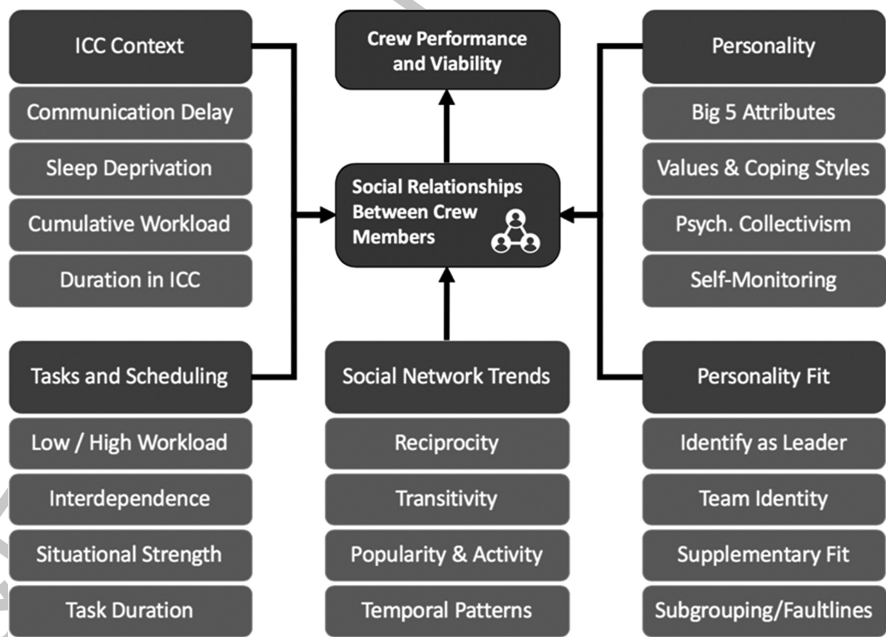 ICC Context
Communication Delay
Sleep Deprivation
Cumulative Workload
Duration in ICC
Crew Performance
and Viability
Social Relationships
Between Crew
Members
Personality
Big 5 Attributes
Values & Coping Styles
Psych. Collectivism
Self-Monitoring
Tasks and Scheduling
Low / High Workload
Interdependence
Situational Strength
Task Duration
Social Network Trends
Reciprocity
Transitivity
Popularity & Activity
Temporal Patterns
Personality Fit
Identify as Leader
Team Identity
Supplementary Fit
Subgrouping/Faultlines